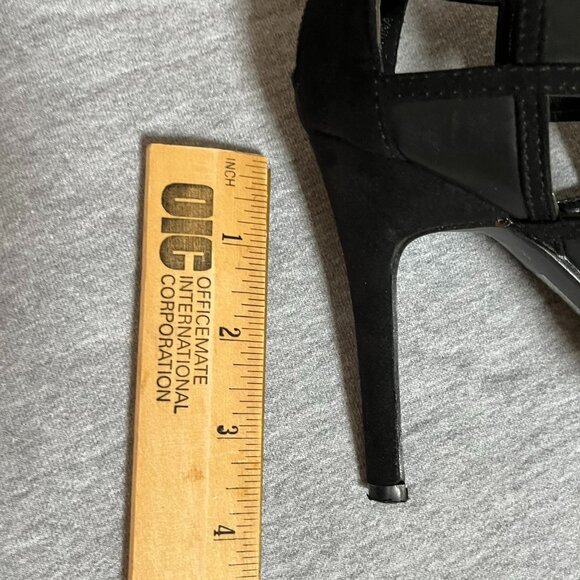 INCH
OIC
OFFICEMATE
INTERNATIONAL
CORPORATION
1
2
3
4